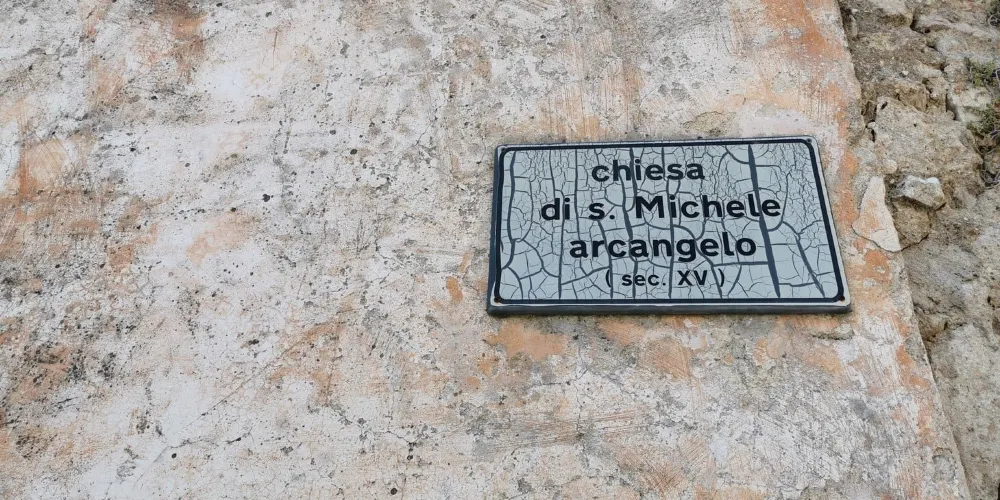 chiesa
di s. Michele
arcangelo
( sec. XV )